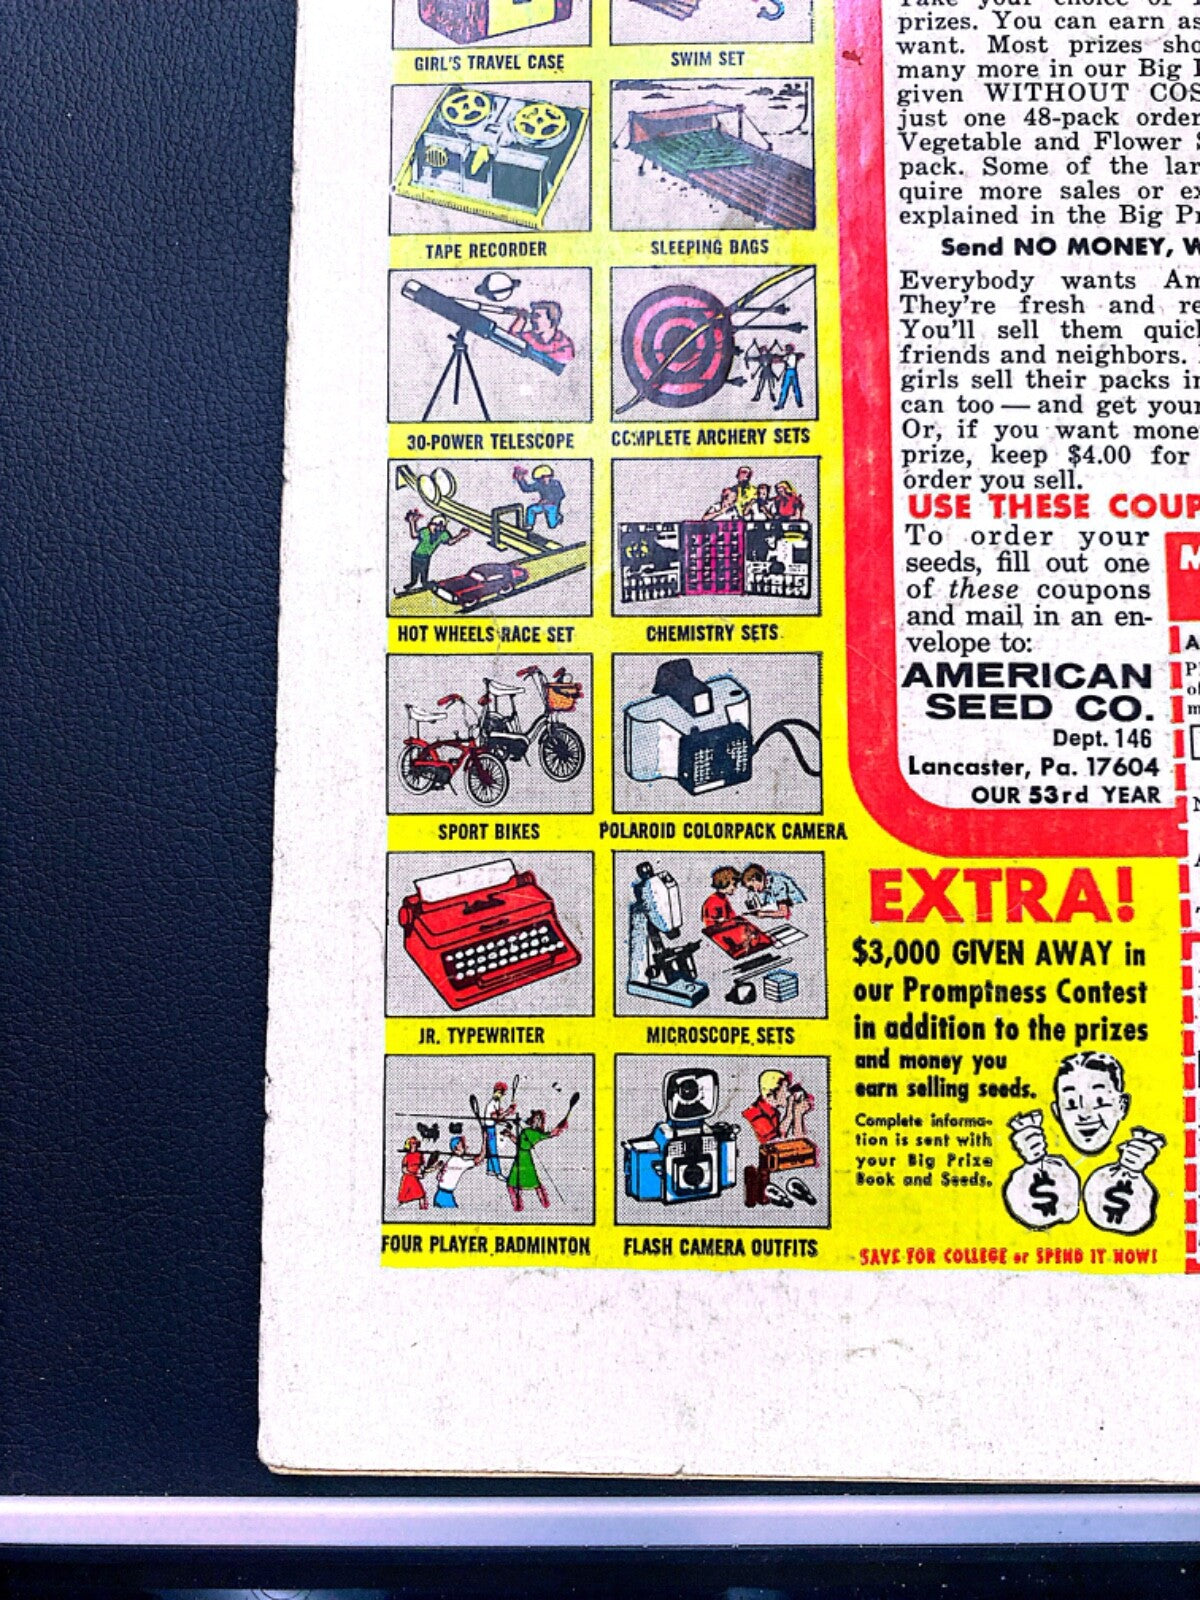 GIRL'S TRAVEL CASE
SWIM SET
TAPE RECORDER
SLEEPING BAGS
30-POWER TELESCOPE
COMPLETE ARCHERY SETS
HOT WHEELS RACE SET
CHEMISTRY SETS
SPORT BIKES
POLAROID COLORPACK CAMERA
JR. TYPEWRITER
MICROSCOPE SETS
FOUR PLAYER BADMINTON
FLASH CAMERA OUTFITS
Take your choice of
prizes. You can earn as
want. Most prizes sho
many more in our Big
given WITHOUT COS
just one 48-pack order
Vegetable and Flower S
pack. Some of the lar
quire more sales or ex
explained in the Big Pr
Send NO MONEY, W
Everybody wants Am
They're fresh and re
You'll sell them quic
friends and neighbors.
girls sell their packs in
can too — and get your
Or, if you want money
prize, keep $4.00 for
order you sell.
USE THESE COUP
To order your
seeds, fill out one
of these coupons
and mail in an en-
velope to:
AMERICAN
SEED CO.
Dept. 146
Lancaster, Pa. 17604
OUR 53rd YEAR
EXTRA!
$3,000 GIVEN AWAY in
our Promptness Contest
in addition to the prizes
and money you
earn selling seeds.
Complete informa-
tion is sent with
your Big Prize
Book and Seeds.
$ $
SAVE FOR COLLEGE or SPEND IT NOW!